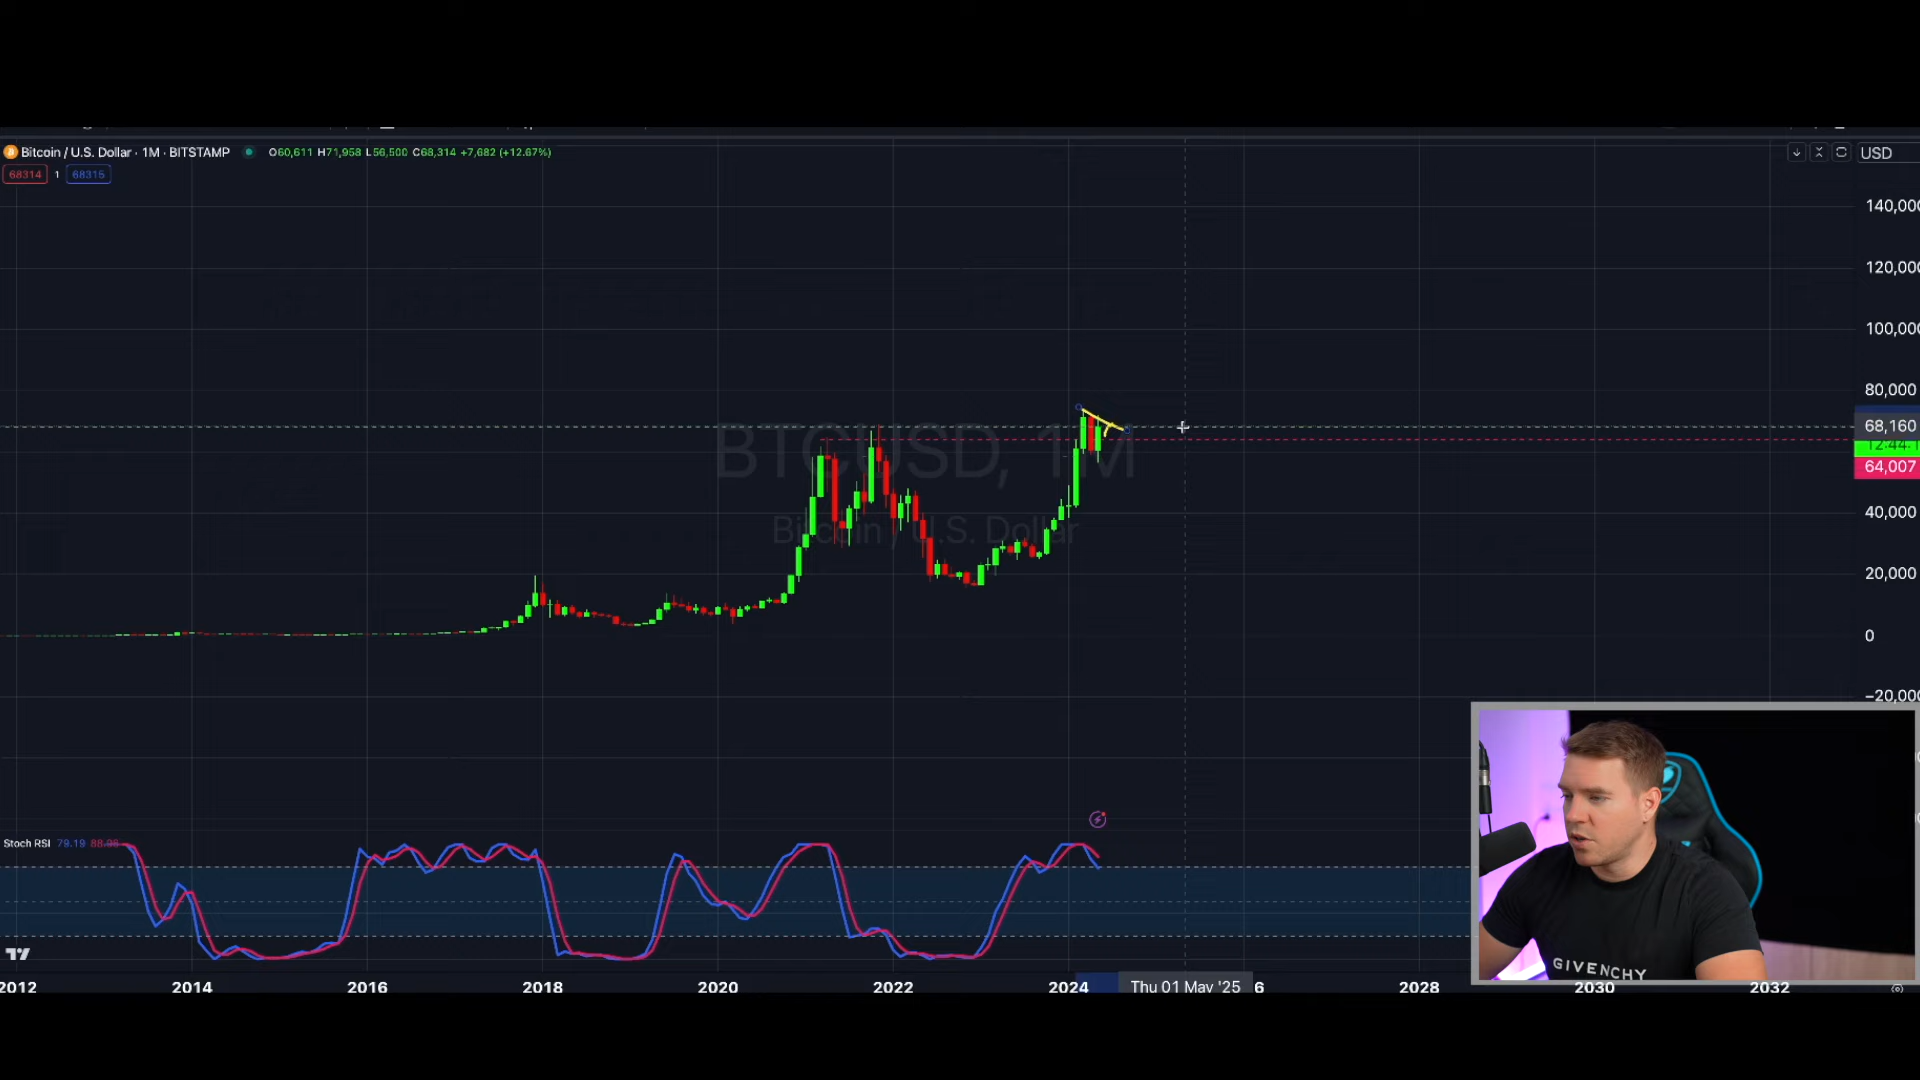 Bitcoin / U.S. Dollar · 1M · BITSTAMP O60,611 H71,958 L56,500 C68,314 +7,682 (+12.67%)
USD
68314 1 68315
140,000
120,000
100,000
80,000
68,160
64,007
40,000
20,000
0
−20,000
BTCUSD, 1M
Bitcoin / U.S. Dollar
Stoch RSI 79.19 88.98
GIVENCHY
2012 2014 2016 2018 2020 2022 2024 Thu 01 May '25 6 2028 2030 2032